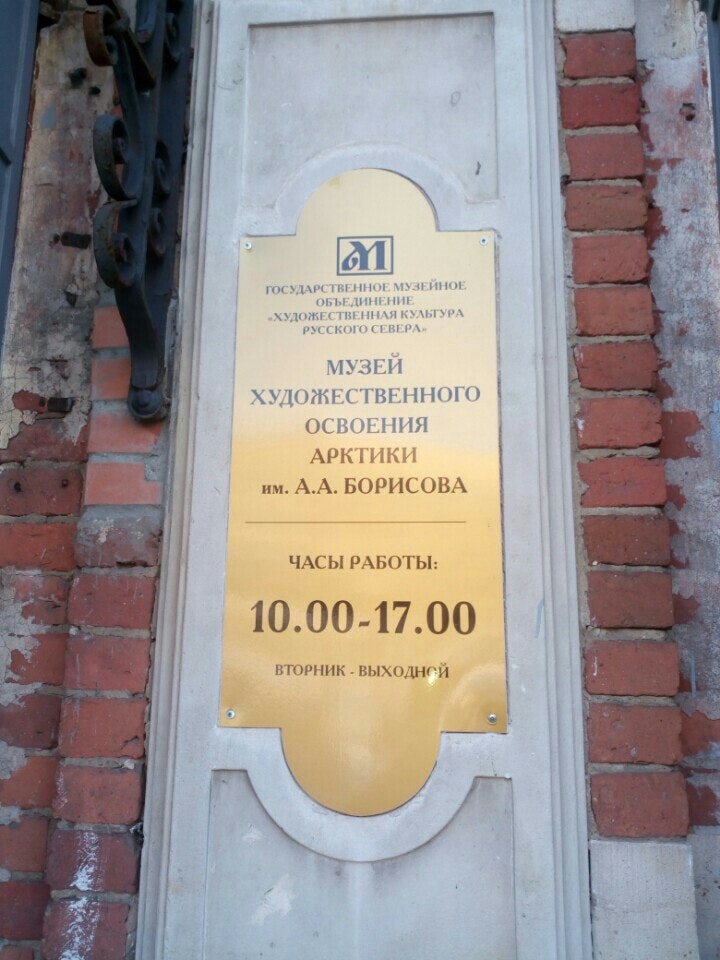 М
ГОСУДАРСТВЕННОЕ МУЗЕЙНОЕ
ОБЪЕДИНЕНИЕ
«ХУДОЖЕСТВЕННАЯ КУЛЬТУРА
РУССКОГО СЕВЕРА»
МУЗЕЙ
ХУДОЖЕСТВЕННОГО
ОСВОЕНИЯ
АРКТИКИ
им. А.А. БОРИСОВА
ЧАСЫ РАБОТЫ:
10.00-17.00
ВТОРНИК - ВЫХОДНОЙ